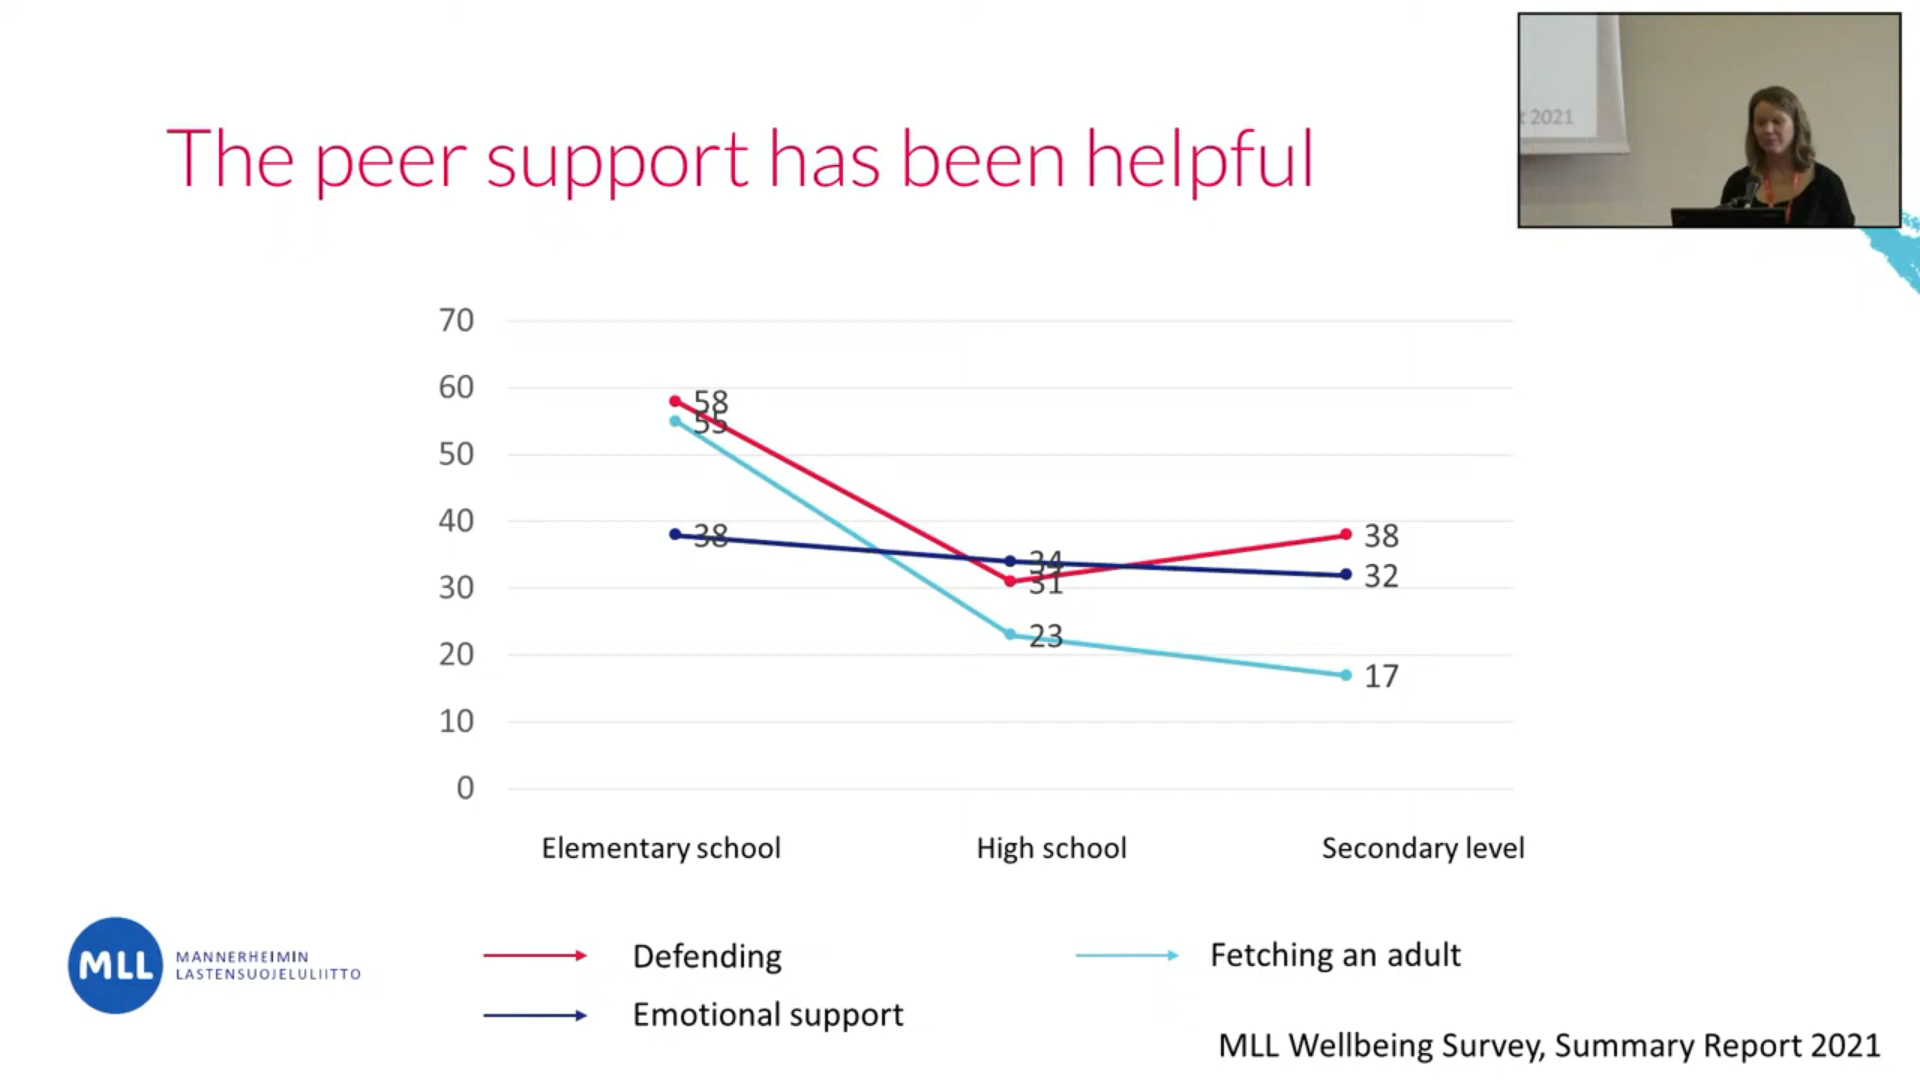 The peer support has been helpful
2021
70
60
50
40
30
20
10
0
58
55
38
34
31
23
38
32
17
Elementary school
High school
Secondary level
MLL
MANNERHEIMIN
LASTENSUOJELULIITTO
Defending
Fetching an adult
Emotional support
MLL Wellbeing Survey, Summary Report 2021